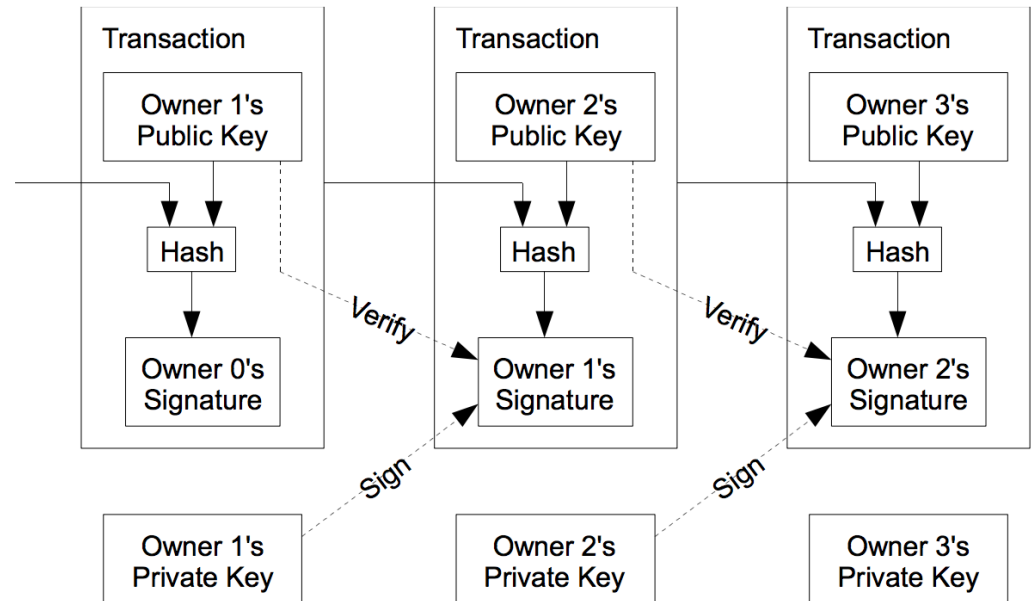 Transaction
Owner 1's
Public Key
Hash
Owner 0's
Signature
Transaction
Owner 2's
Public Key
Hash
Verify
Owner 1's
Signature
Sign
Transaction
Owner 3's
Public Key
Hash
Verify
Owner 2's
Signature
Sign
Owner 1's
Private Key
Owner 2's
Private Key
Owner 3's
Private Key